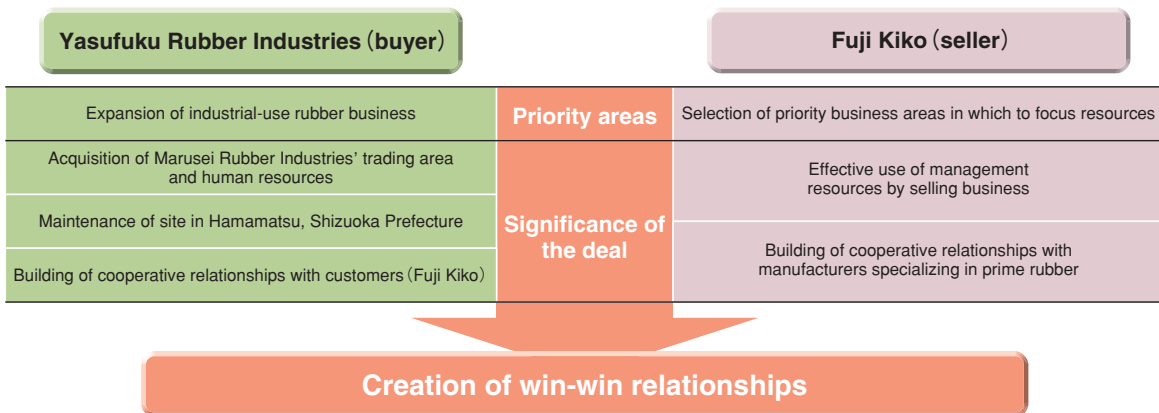 Yasufuku Rubber Industries (buyer)
Fuji Kiko (seller)
Expansion of industrial-use rubber business
Priority areas
Selection of priority business areas in which to focus resources
Acquisition of Marusei Rubber Industries' trading area
and human resources
Maintenance of site in Hamamatsu, Shizuoka Prefecture
Building of cooperative relationships with customers (Fuji Kiko)
Significance of
the deal
Effective use of management
resources by selling business
Building of cooperative relationships with
manufacturers specializing in prime rubber
Creation of win-win relationships